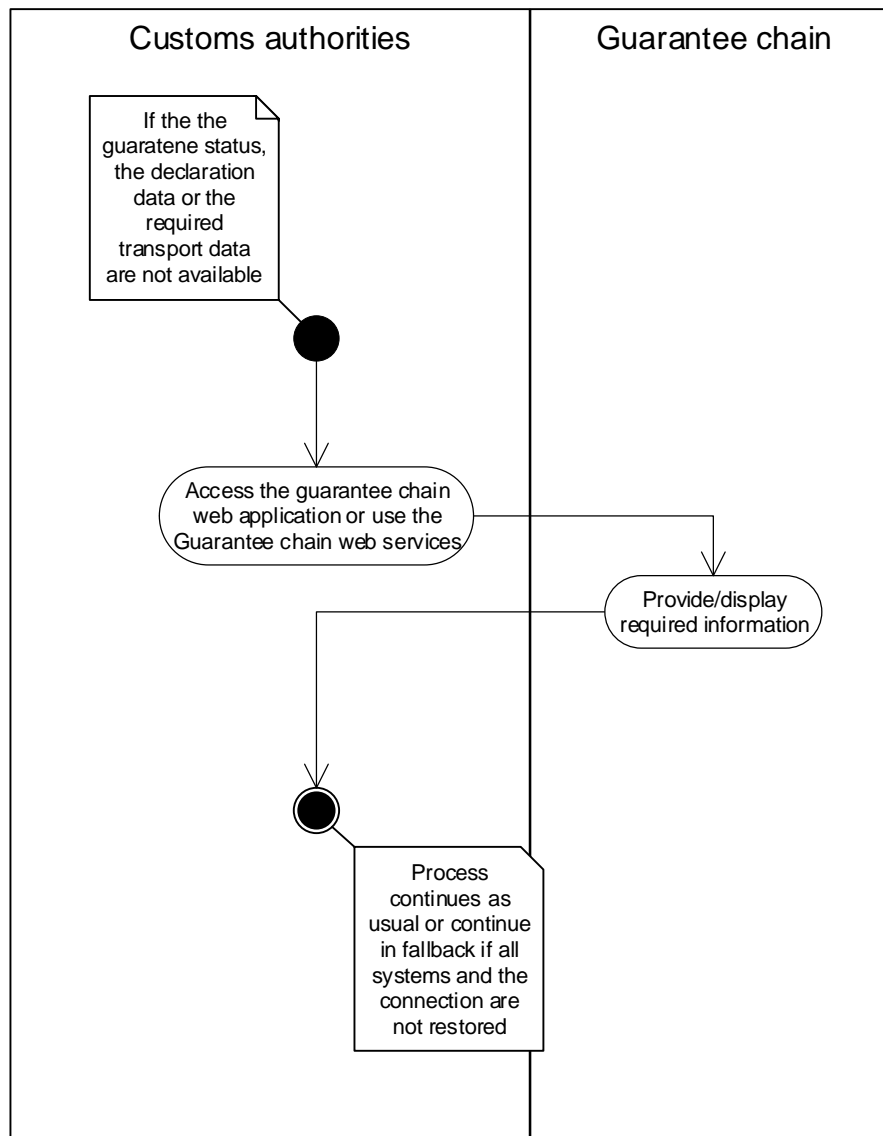 Customs authorities
Guarantee chain
If the the
guaratene status,
the declaration
data or the
required
transport data
are not available
Access the guarantee chain
web application or use the
Guarantee chain web services
Provide/display
required information
Process
continues as
usual or continue
in fallback if all
systems and the
connection are
not restored